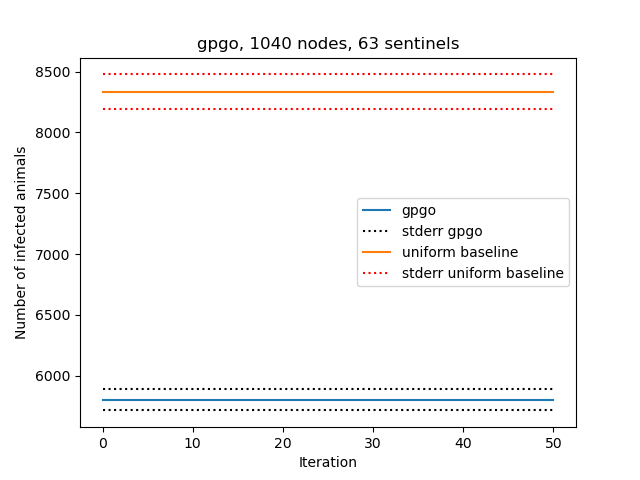 gpgo, 1040 nodes, 63 sentinels
Number of infected animals
8500
8000
7500
7000
6500
6000
gpgo
stderr gpgo
uniform baseline
stderr uniform baseline
0 10 20 30 40 50
Iteration